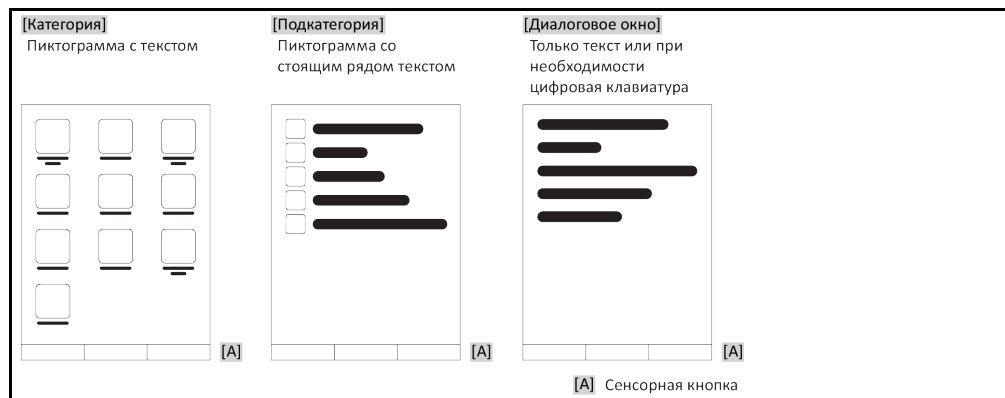 [Категория]
Пиктограмма с текстом
[Подкатегория]
Пиктограмма со
стоящим рядом текстом
[Диалоговое окно]
Только текст или при
необходимости
цифровая клавиатура
[A]
[A]
[A]
[A] Сенсорная кнопка